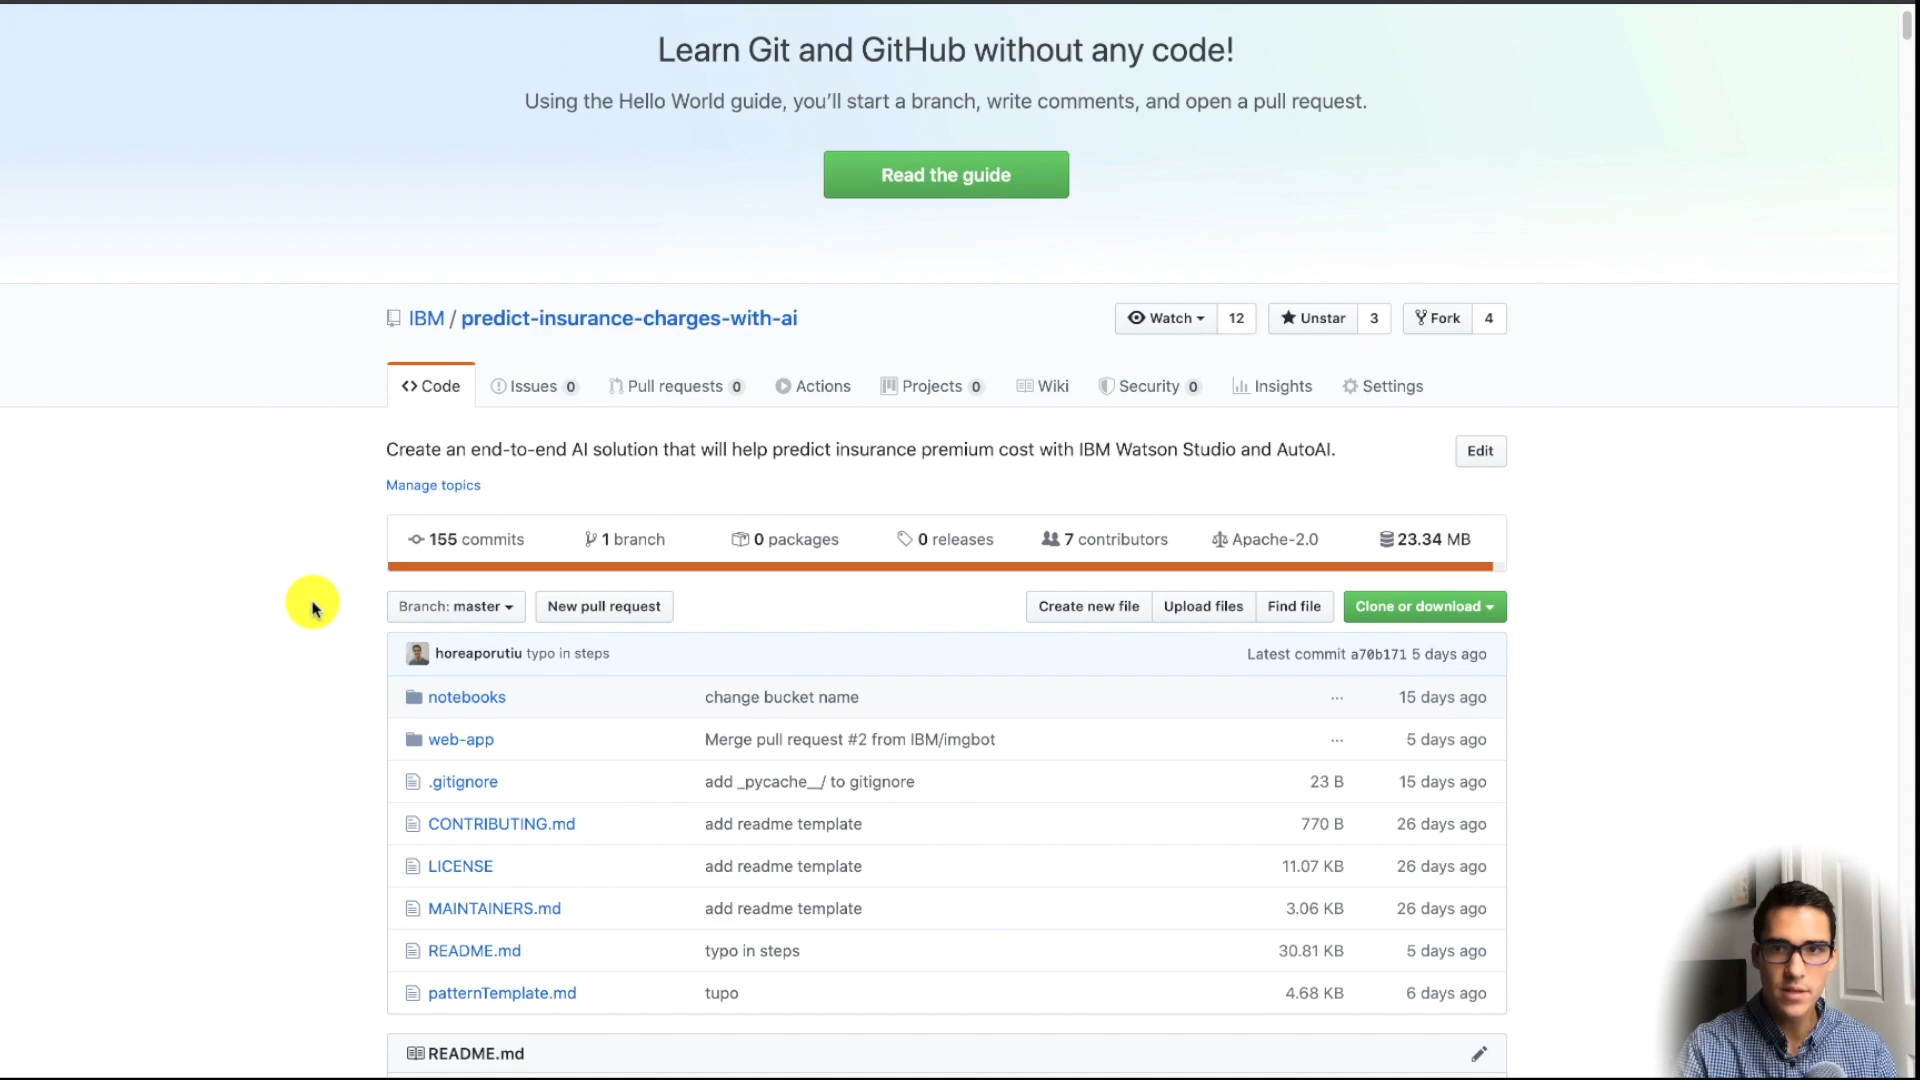 Learn Git and GitHub without any code!
Using the Hello World guide, you’ll start a branch, write comments, and open a pull request.
Read the guide
IBM / predict-insurance-charges-with-ai
Watch 12 Unstar 3 Fork 4
Code Issues 0 Pull requests 0 Actions Projects 0 Wiki Security 0 Insights Settings
Create an end-to-end AI solution that will help predict insurance premium cost with IBM Watson Studio and AutoAI.
Edit
Manage topics
155 commits 1 branch 0 packages 0 releases 7 contributors Apache-2.0 23.34 MB
Branch: master New pull request Create new file Upload files Find file Clone or download
horeaporutiu typo in steps Latest commit a70b171 5 days ago
notebooks change bucket name ... 15 days ago
web-app Merge pull request #2 from IBM/imgbot ... 5 days ago
.gitignore add _pycache__/ to gitignore 23 B 15 days ago
CONTRIBUTING.md add readme template 770 B 26 days ago
LICENSE add readme template 11.07 KB 26 days ago
MAINTAINERS.md add readme template 3.06 KB 26 days ago
README.md typo in steps 30.81 KB 5 days ago
patternTemplate.md tupo 4.68 KB 6 days ago
README.md